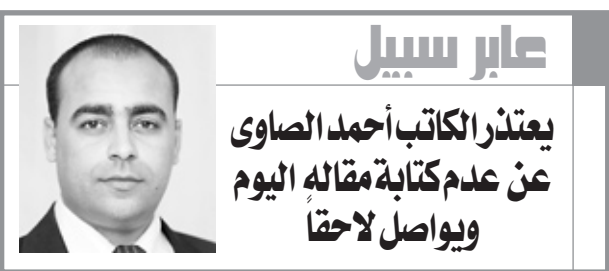 عابر سبيل
يعتذر الكاتب أحمد الصاوى
عن عدم كتابة مقاله اليوم
ويواصل لاحقاً